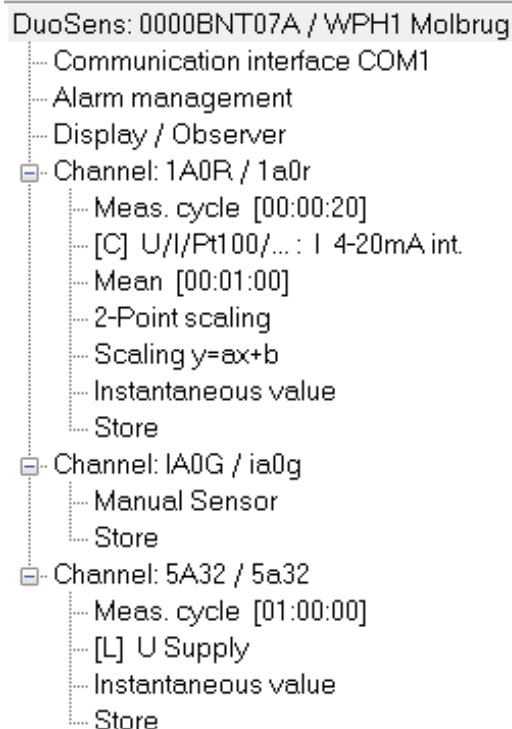 DuoSens: 0000BNT07A / WPH1 Molbrug
Communication interface COM1
Alarm management
Display / Observer
Channel: 1A0R / 1a0r
Meas. cycle [00:00:20]
[C] U/I/Pt100/... : I 4-20mA int.
Mean [00:01:00]
2-Point scaling
Scaling y=ax+b
Instantaneous value
Store
Channel: IA0G / ia0g
Manual Sensor
Store
Channel: 5A32 / 5a32
Meas. cycle [01:00:00]
[L] U Supply
Instantaneous value
Store